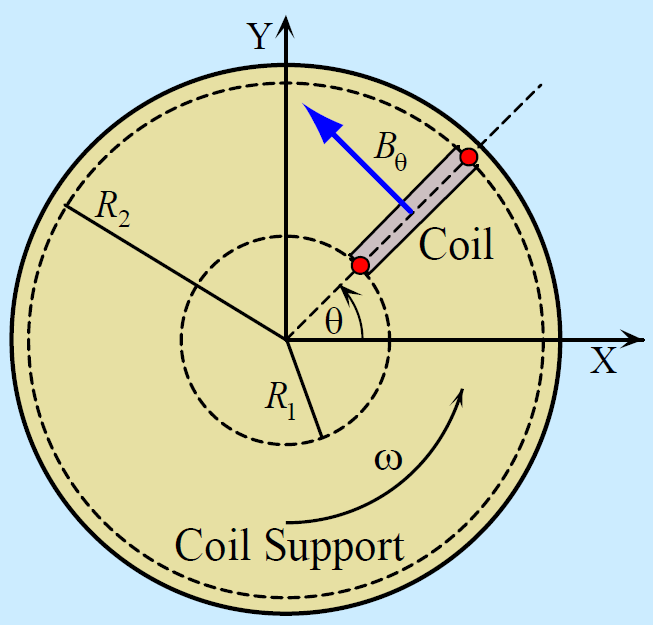 Y
B_θ
R_2
Coil
θ
X
R_1
ω
Coil Support